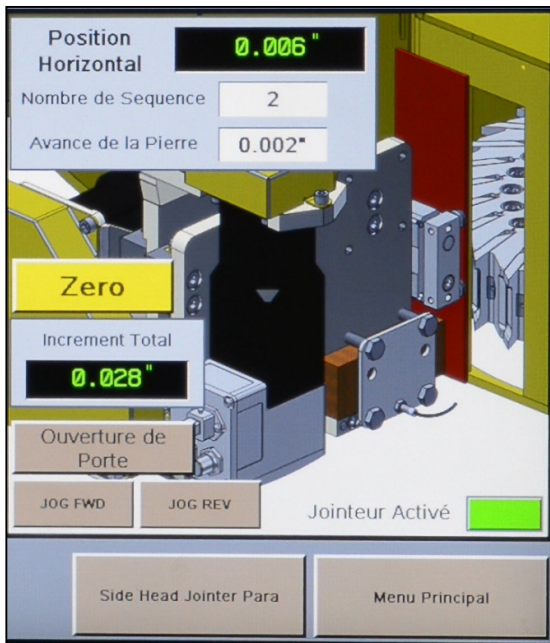 Position
Horizontal
0.006"
Nombre de Sequence
2
Avance de la Pierre
0.002"
Zero
Increment Total
0.028"
Ouverture de
Porte
JOG FWD
JOG REV
Jointeur Activé
Side Head Jointer Para
Menu Principal